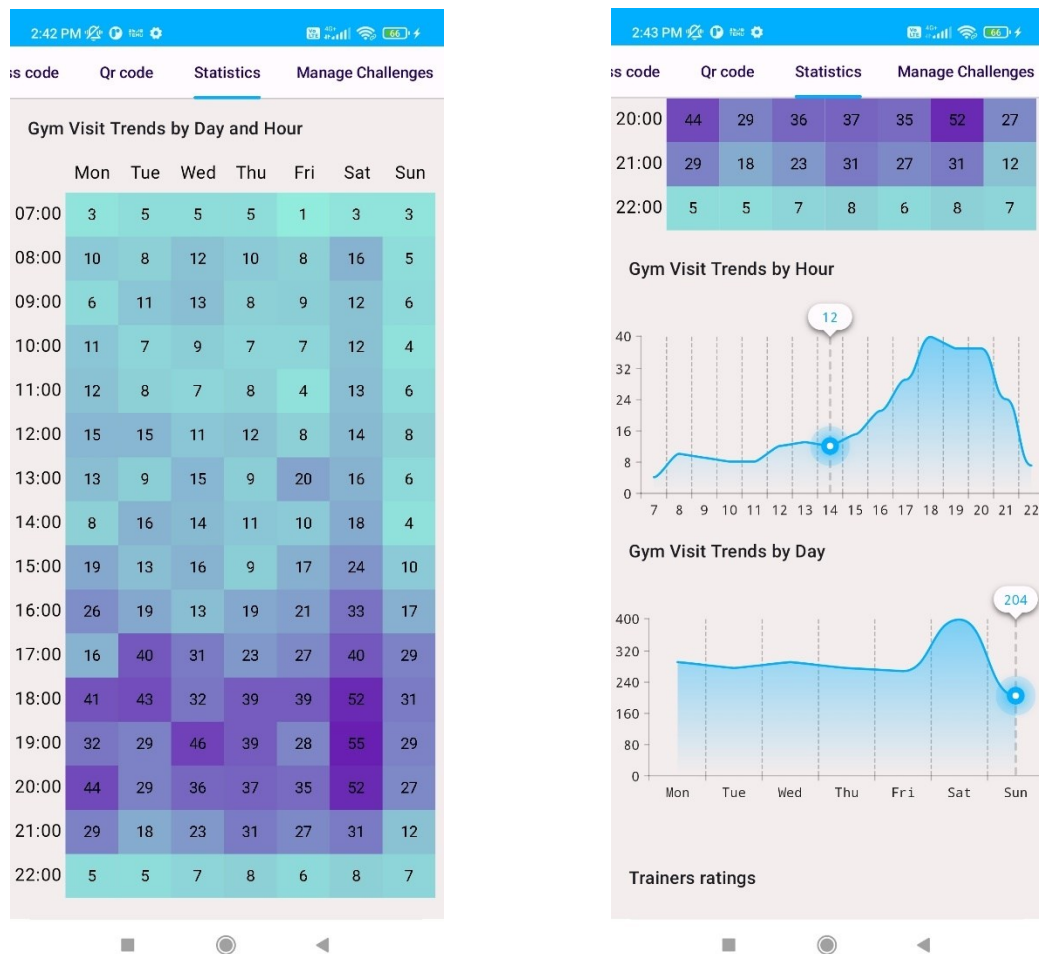 2:42 PM
66
ss code Qr code Statistics Manage Challenges
Gym Visit Trends by Day and Hour
Mon Tue Wed Thu Fri Sat Sun
07:00 3 5 5 5 1 3 3
08:00 10 8 12 10 8 16 5
09:00 6 11 13 8 9 12 6
10:00 11 7 9 7 7 12 4
11:00 12 8 7 8 4 13 6
12:00 15 15 11 12 8 14 8
13:00 13 9 15 9 20 16 6
14:00 8 16 14 11 10 18 4
15:00 19 13 16 9 17 24 10
16:00 26 19 13 19 21 33 17
17:00 16 40 31 23 27 40 29
18:00 41 43 32 39 39 52 31
19:00 32 29 46 39 28 55 29
20:00 44 29 36 37 35 52 27
21:00 29 18 23 31 27 31 12
22:00 5 5 7 8 6 8 7
2:43 PM
66
ss code Qr code Statistics Manage Challenges
20:00 44 29 36 37 35 52 27
21:00 29 18 23 31 27 31 12
22:00 5 5 7 8 6 8 7
Gym Visit Trends by Hour
12
40
32
24
16
8
0
7 8 9 10 11 12 13 14 15 16 17 18 19 20 21 22
Gym Visit Trends by Day
204
400
320
240
160
80
0
Mon Tue Wed Thu Fri Sat Sun
Trainers ratings